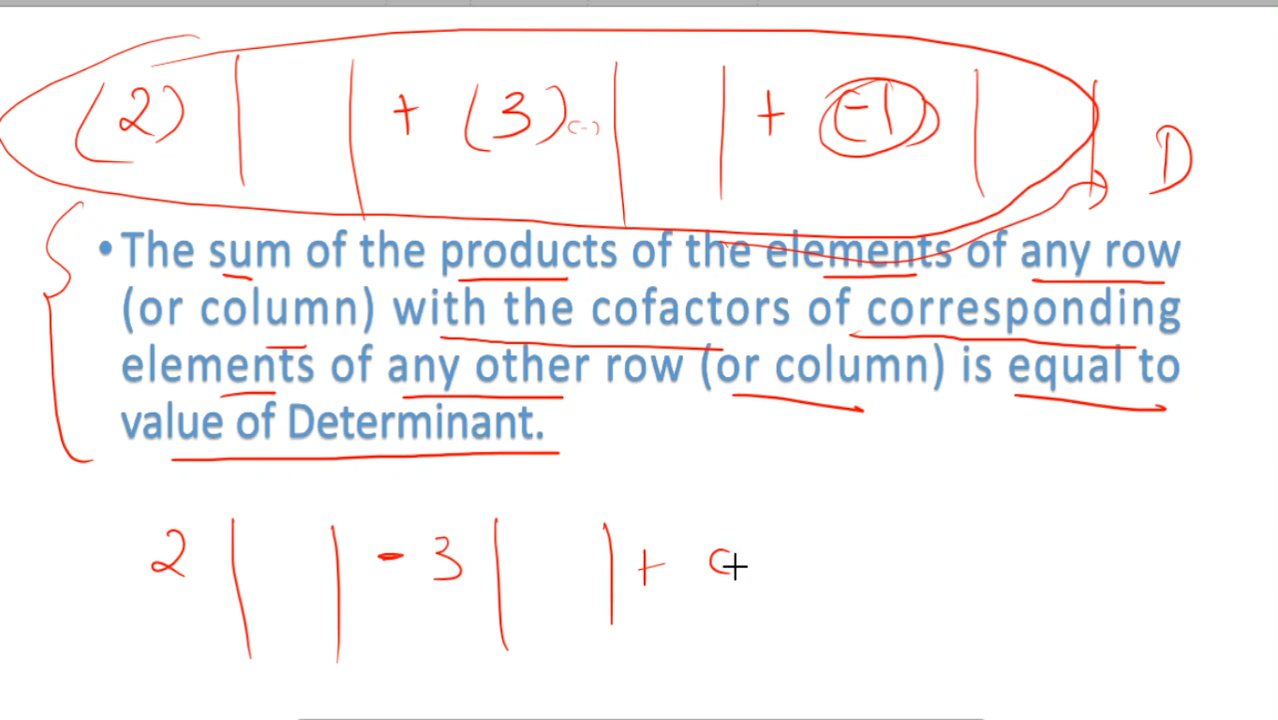 (2) | | + (3)(-) | | + (-1) | | D
• The sum of the products of the elements of any row
(or column) with the cofactors of corresponding
elements of any other row (or column) is equal to
value of Determinant.
2 | | - 3 | | +